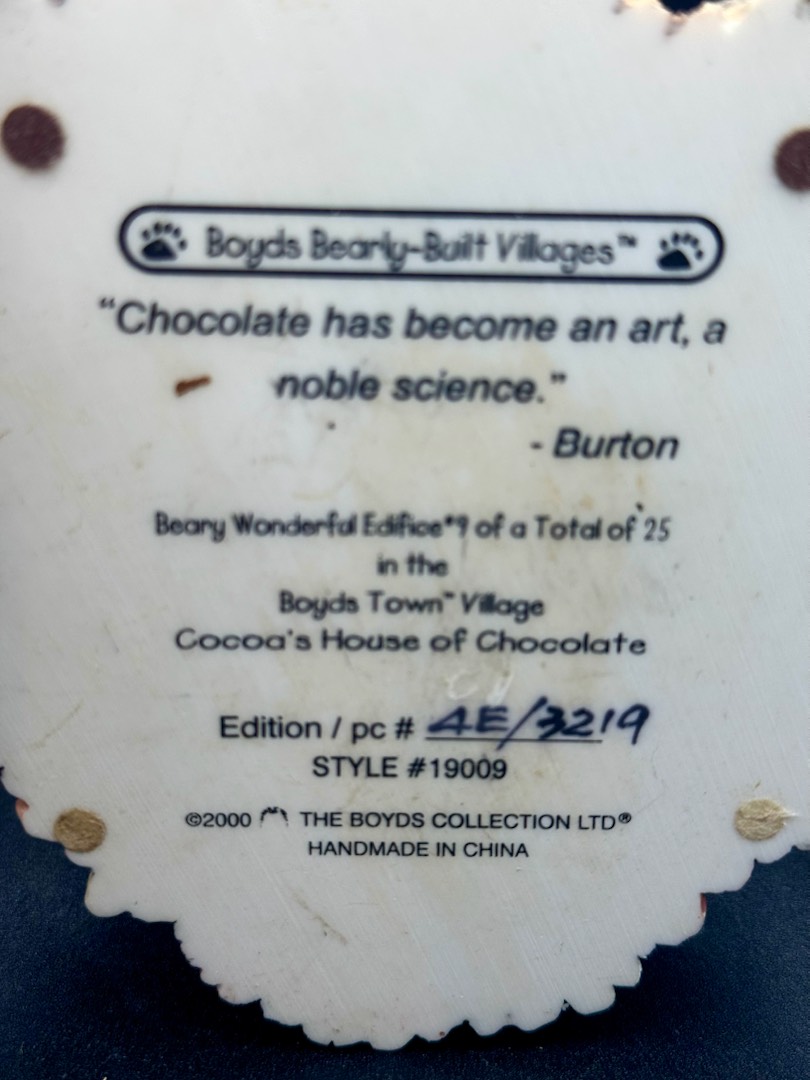 Boyds Bearly-Built Villages™
“Chocolate has become an art, a
noble science.”
- Burton
Beary Wonderful Edifice*9 of a Total of 25
in the
Boyds Town™ Village
Cocoa's House of Chocolate
Edition / pc # 4E/3219
STYLE #19009
©2000 THE BOYDS COLLECTION LTD®
HANDMADE IN CHINA